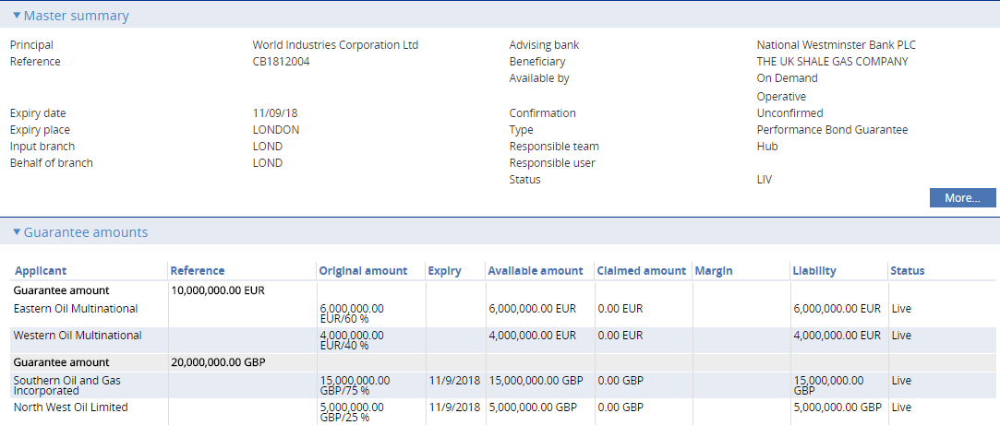 Master summary
Principal World Industries Corporation Ltd Advising bank National Westminster Bank PLC
Reference CB1812004 Beneficiary THE UK SHALE GAS COMPANY
Available by On Demand
Operative
Expiry date 11/09/18 Confirmation Unconfirmed
Expiry place LONDON Type Performance Bond Guarantee
Input branch LOND Responsible team Hub
Behalf of branch LOND Responsible user
Status LIV
More...
Guarantee amounts
Applicant Reference Original amount Expiry Available amount Claimed amount Margin Liability Status
Guarantee amount 10,000,000.00 EUR
Eastern Oil Multinational 6,000,000.00 6,000,000.00 EUR 0.00 EUR 6,000,000.00 EUR Live
EUR/60 %
Western Oil Multinational 4,000,000.00 4,000,000.00 EUR 0.00 EUR 4,000,000.00 EUR Live
EUR/40 %
Guarantee amount 20,000,000.00 GBP
Southern Oil and Gas 15,000,000.00 11/9/2018 15,000,000.00 GBP 0.00 GBP 15,000,000.00 Live
Incorporated GBP/75 % GBP
North West Oil Limited 5,000,000.00 11/9/2018 5,000,000.00 GBP 0.00 GBP 5,000,000.00 GBP Live
GBP/25 %